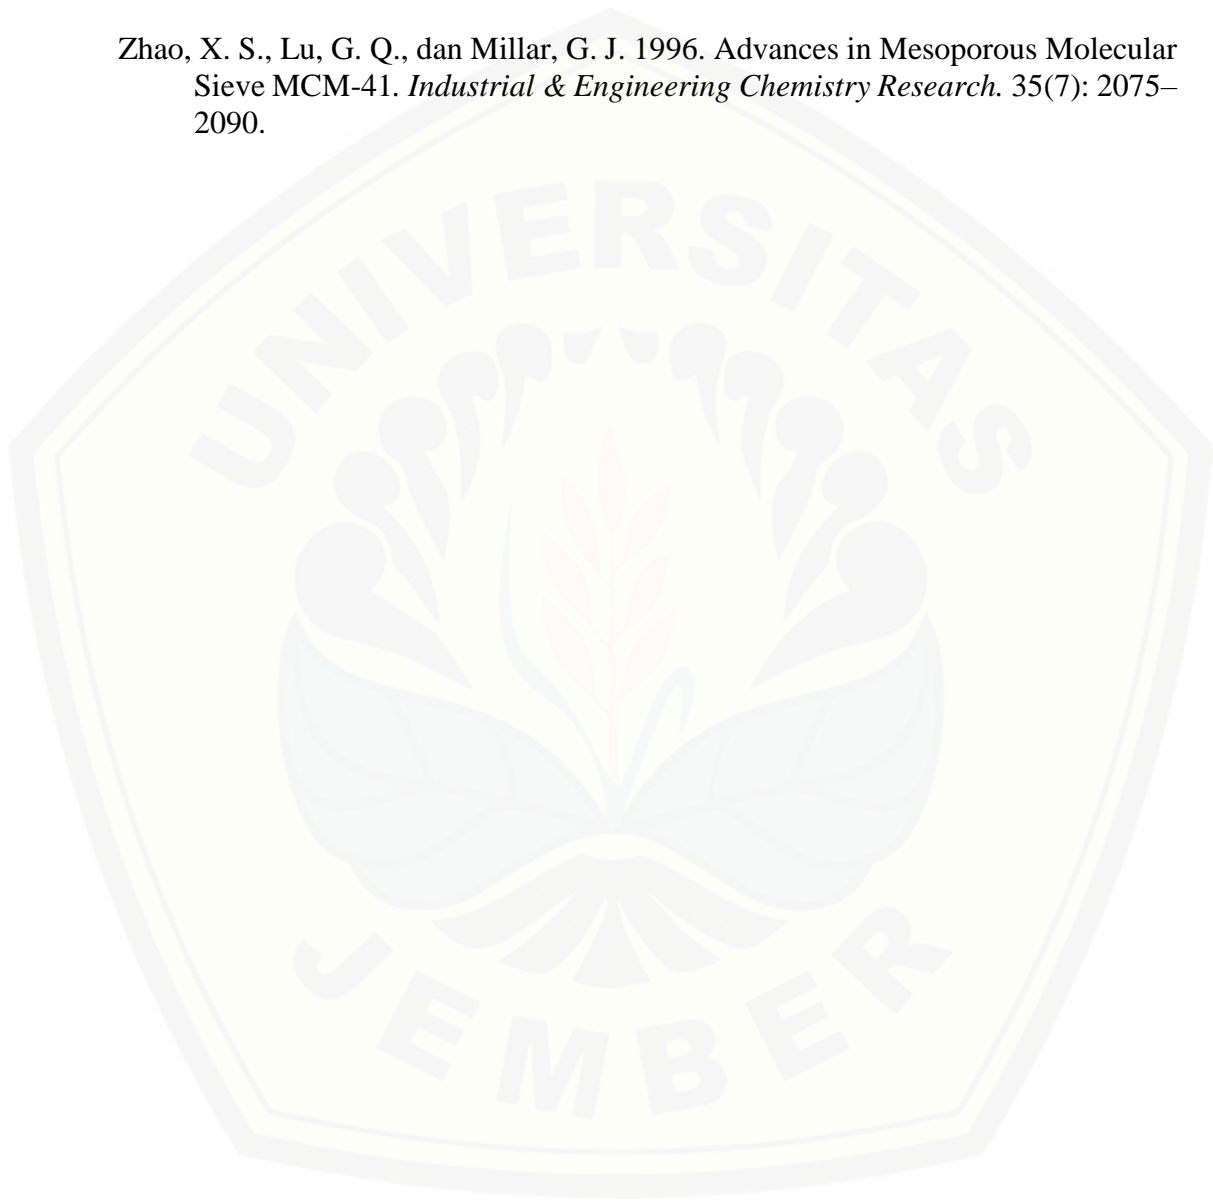 Zhao, X. S., Lu, G. Q., dan Millar, G. J. 1996. Advances in Mesoporous Molecular
Sieve MCM-41. Industrial & Engineering Chemistry Research. 35(7): 2075–
2090.
UNIVERSITAS
JEMBER